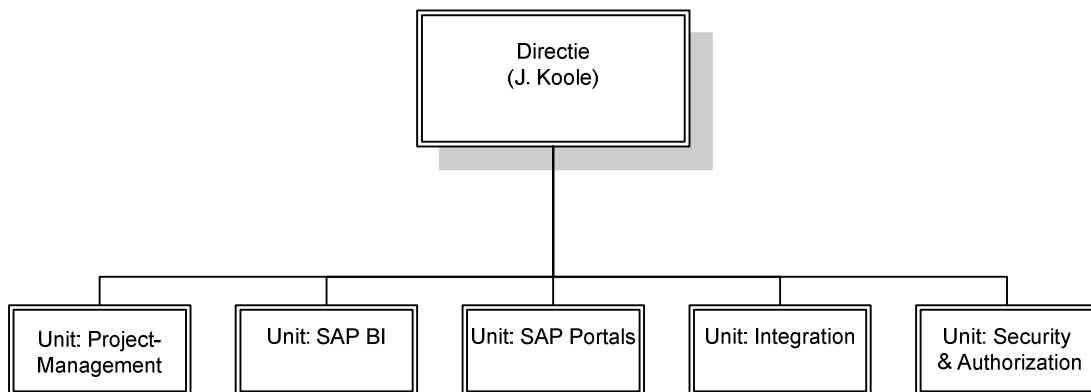 Directie
(J. Koole)
Unit: Project-
Management
Unit: SAP BI
Unit: SAP Portals
Unit: Integration
Unit: Security
& Authorization